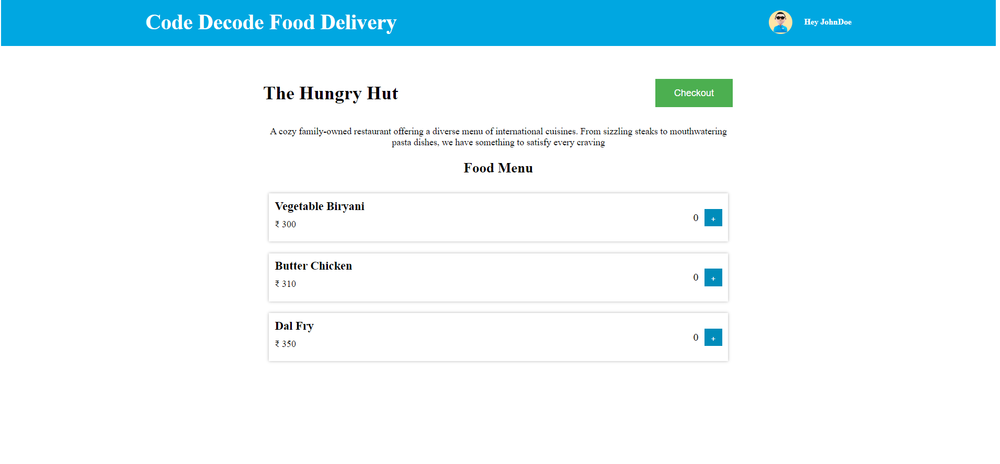 Code Decode Food Delivery
Hey JohnDoe
The Hungry Hut
Checkout
A cozy family-owned restaurant offering a diverse menu of international cuisines. From sizzling steaks to mouthwatering
pasta dishes, we have something to satisfy every craving
Food Menu
Vegetable Biryani
₹ 300
0 +
Butter Chicken
₹ 310
0 +
Dal Fry
₹ 350
0 +